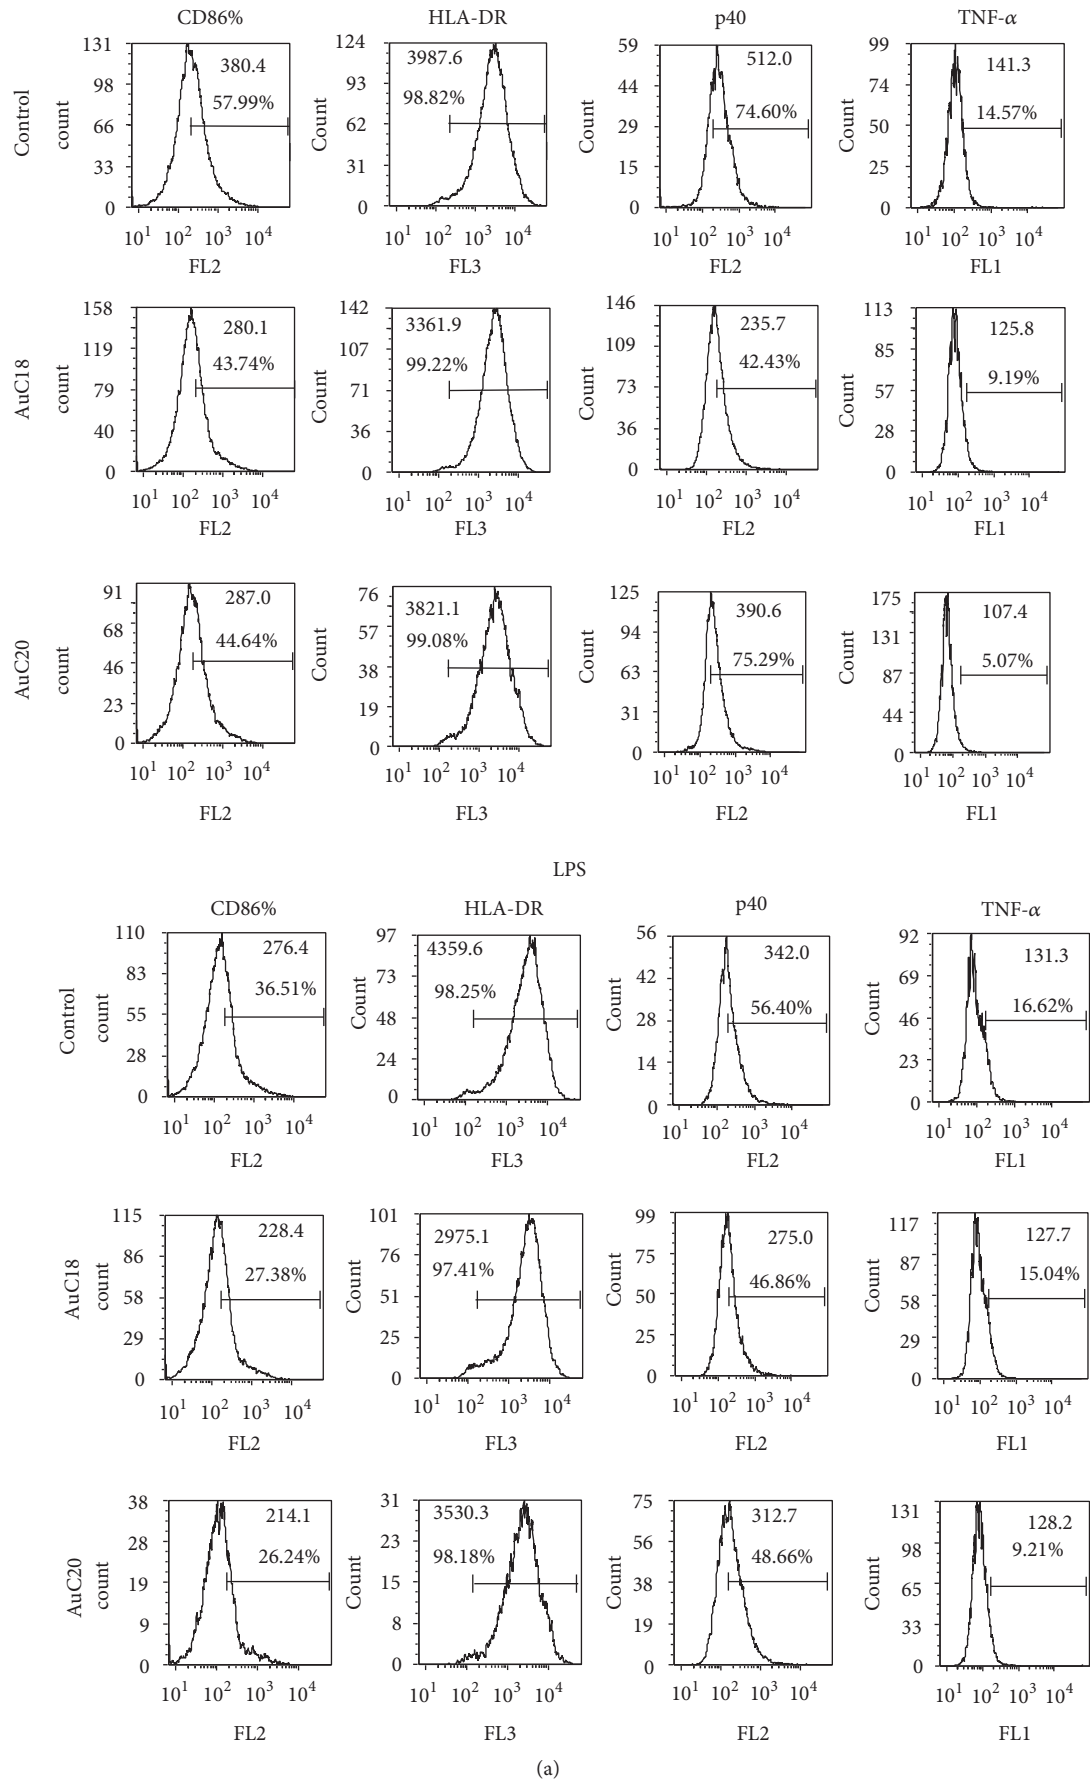 CD86% HLA-DR p40 TNF-α
Control
count
131
98
66
33
0
380.4
57.99%
10¹ 10² 10³ 10⁴
FL2
Count
124
93
62
31
0
3987.6
98.82%
10¹ 10² 10³ 10⁴
FL3
Count
59
44
29
15
0
512.0
74.60%
10¹ 10² 10³ 10⁴
FL2
Count
99
74
50
25
0
141.3
14.57%
10¹ 10² 10³ 10⁴
FL1
AuC18
count
158
119
79
40
0
280.1
43.74%
10¹ 10² 10³ 10⁴
FL2
Count
142
107
71
36
0
3361.9
99.22%
10¹ 10² 10³ 10⁴
FL3
Count
146
109
73
36
0
235.7
42.43%
10¹ 10² 10³ 10⁴
FL2
Count
113
85
57
28
0
125.8
9.19%
10¹ 10² 10³ 10⁴
FL1
AuC20
count
91
68
46
23
0
287.0
44.64%
10¹ 10² 10³ 10⁴
FL2
Count
76
57
38
19
0
3821.1
99.08%
10¹ 10² 10³ 10⁴
FL3
Count
125
94
63
31
0
390.6
75.29%
10¹ 10² 10³ 10⁴
FL2
Count
175
131
87
44
0
107.4
5.07%
10¹ 10² 10³ 10⁴
FL1
LPS
CD86% HLA-DR p40 TNF-α
Control
count
110
83
55
28
0
276.4
36.51%
10¹ 10² 10³ 10⁴
FL2
Count
97
73
48
24
0
4359.6
98.25%
10¹ 10² 10³ 10⁴
FL3
Count
56
42
28
14
0
342.0
56.40%
10¹ 10² 10³ 10⁴
FL2
Count
92
69
46
23
0
131.3
16.62%
10¹ 10² 10³ 10⁴
FL1
AuC18
count
115
86
58
29
0
228.4
27.38%
10¹ 10² 10³ 10⁴
FL2
Count
101
76
51
25
0
2975.1
97.41%
10¹ 10² 10³ 10⁴
FL3
Count
99
75
50
25
0
275.0
46.86%
10¹ 10² 10³ 10⁴
FL2
Count
117
87
58
29
0
127.7
15.04%
10¹ 10² 10³ 10⁴
FL1
AuC20
count
38
28
19
9
0
214.1
26.24%
10¹ 10² 10³ 10⁴
FL2
Count
31
23
15
8
0
3530.3
98.18%
10¹ 10² 10³ 10⁴
FL3
Count
75
56
38
19
0
312.7
48.66%
10¹ 10² 10³ 10⁴
FL2
Count
131
98
65
33
0
128.2
9.21%
10¹ 10² 10³ 10⁴
FL1
(a)